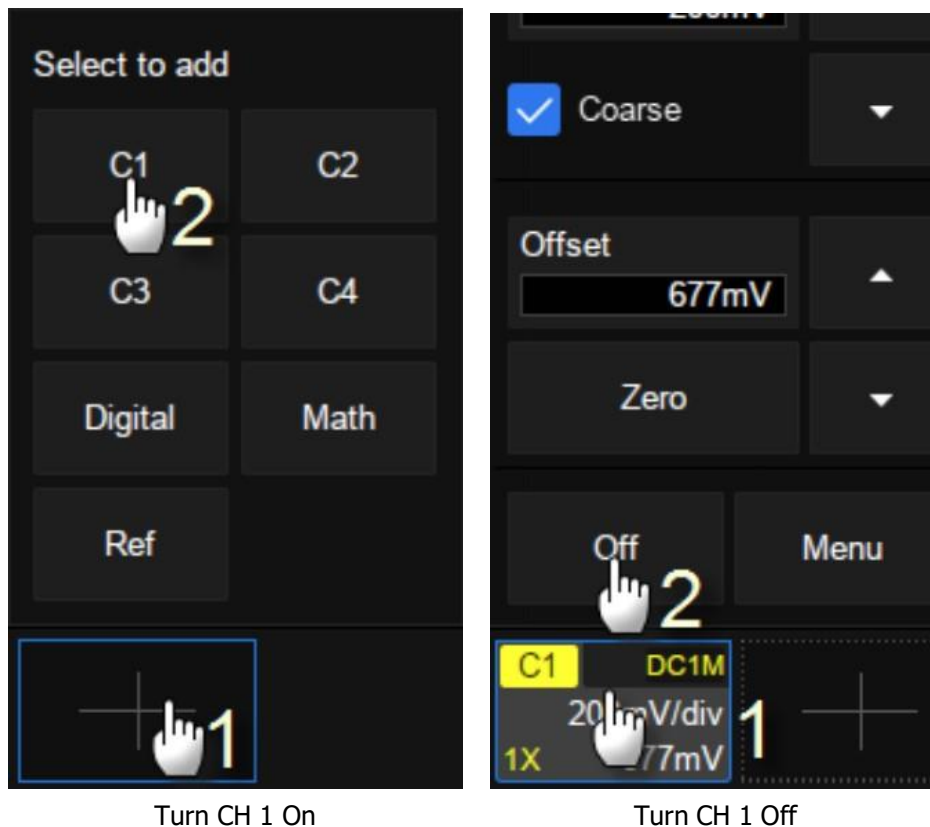 Select to add
C1
C2
2
C3
C4
Digital
Math
Ref
1
Turn CH 1 On
Coarse
Offset
677mV
Zero
Off
Menu
2
C1
DC1M
mV/div
1
1X
77mV
Turn CH 1 Off